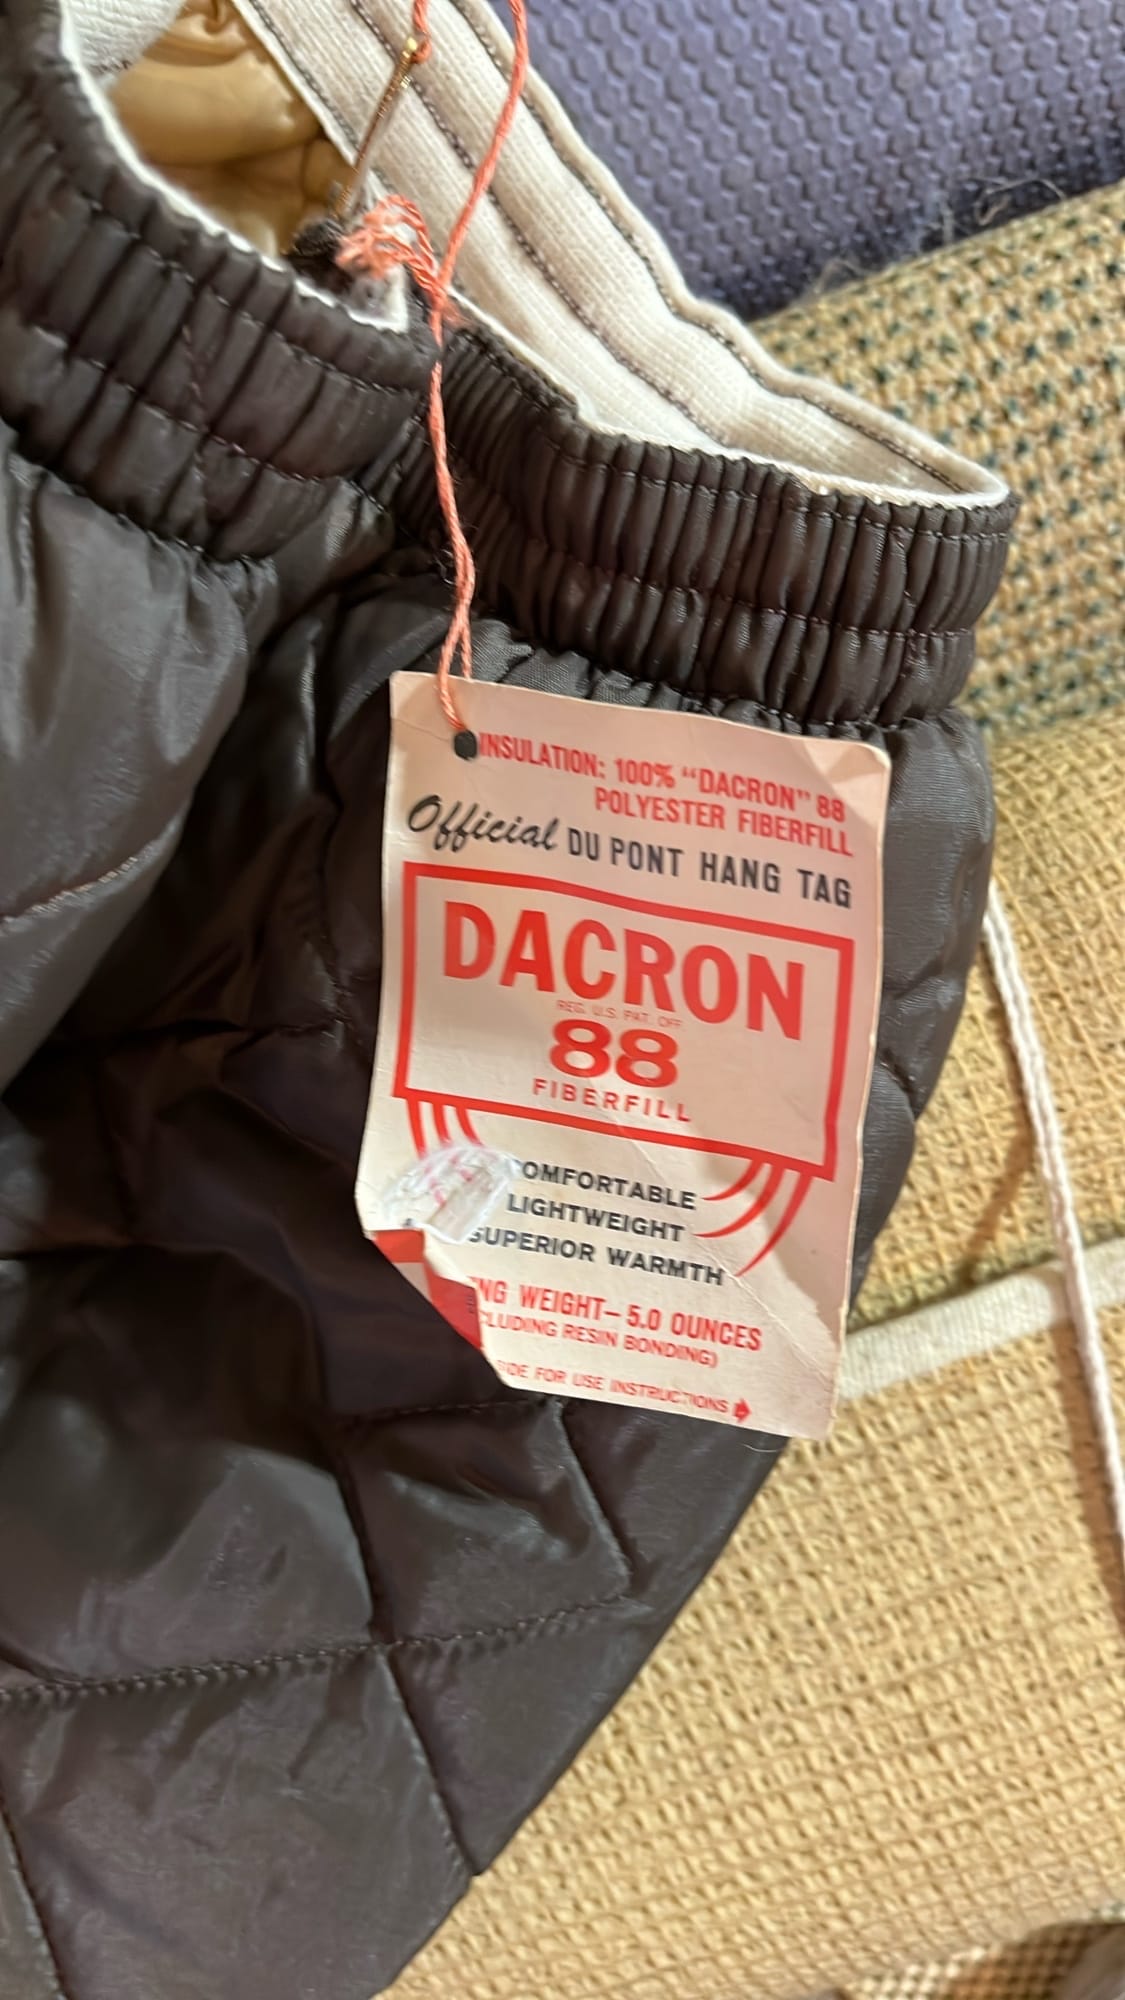 INSULATION: 100% "DACRON" 88
POLYESTER FIBERFILL
Official DU PONT HANG TAG
DACRON
REG. U.S. PAT. OFF
88
FIBERFILL
COMFORTABLE
LIGHTWEIGHT
SUPERIOR WARMTH
WEIGHT- 5.0 OUNCES
RESIN BONDING)
FOR USE INSTRUCTIONS